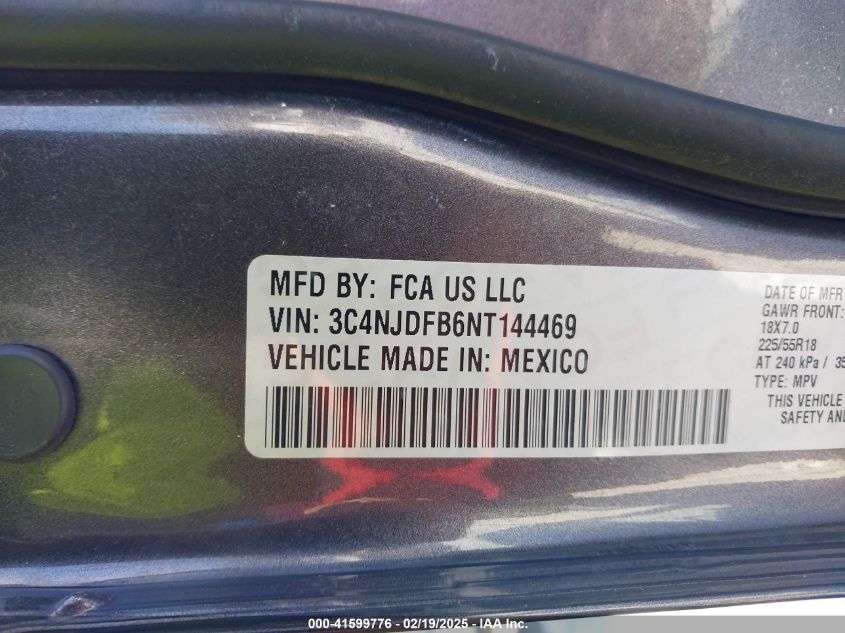 MFD BY: FCA US LLC
VIN: 3C4NJDFB6NT144469
VEHICLE MADE IN: MEXICO
DATE OF MFR
GAWR FRONT:
18X7.0
225/55R18
AT 240 kPa / 35
TYPE: MPV
THIS VEHICLE
SAFETY AND
000-41599776 - 02/19/2025 - IAA Inc.